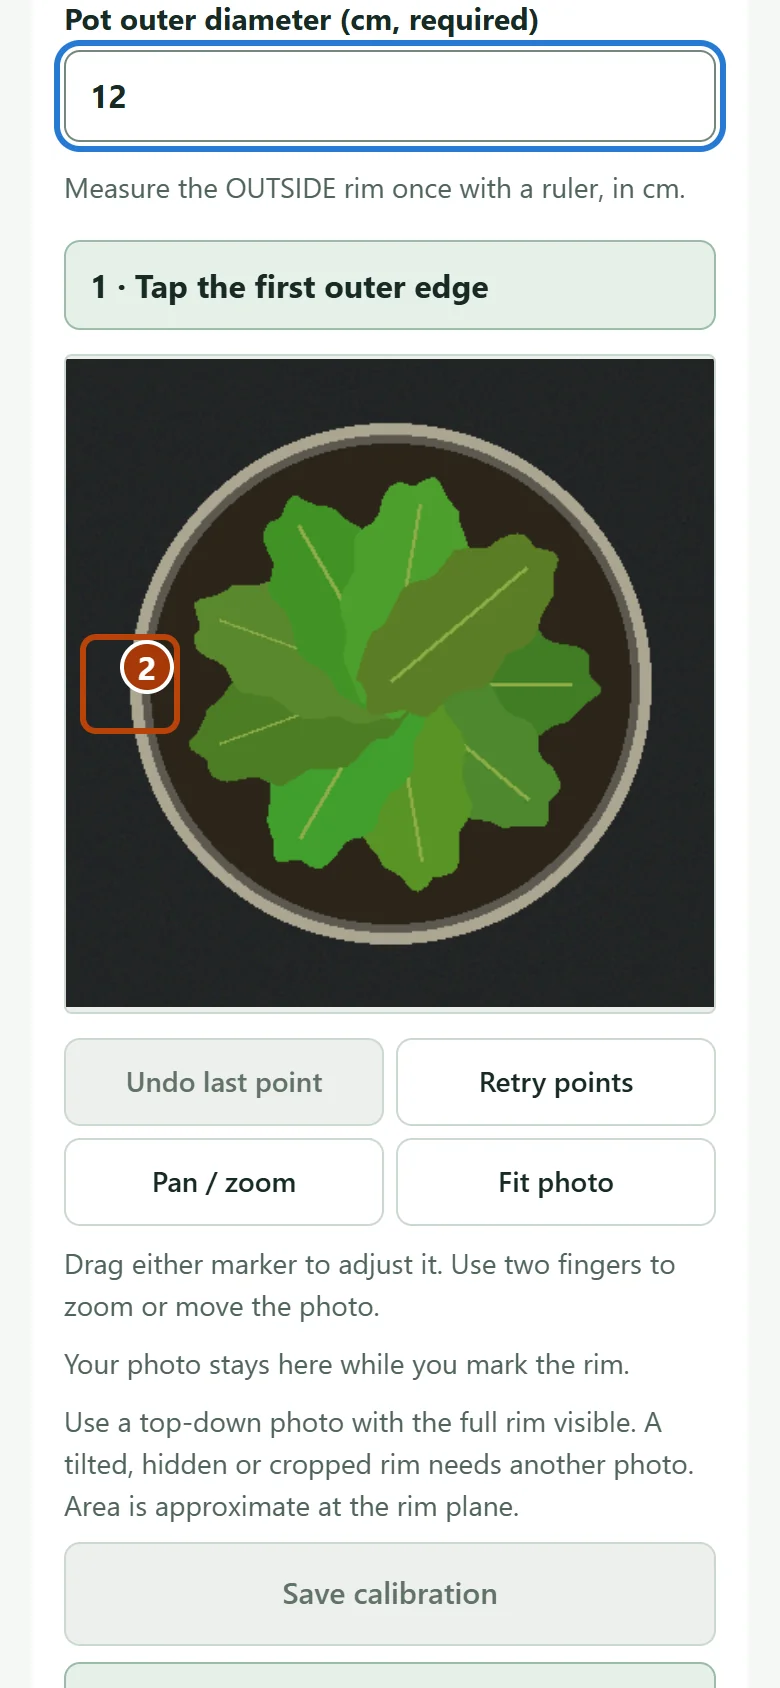 Pot outer diameter (cm, required)
12
Measure the OUTSIDE rim once with a ruler, in cm.
1 · Tap the first outer edge
2
Undo last point
Retry points
Pan / zoom
Fit photo
Drag either marker to adjust it. Use two fingers to
zoom or move the photo.
Your photo stays here while you mark the rim.
Use a top-down photo with the full rim visible. A
tilted, hidden or cropped rim needs another photo.
Area is approximate at the rim plane.
Save calibration